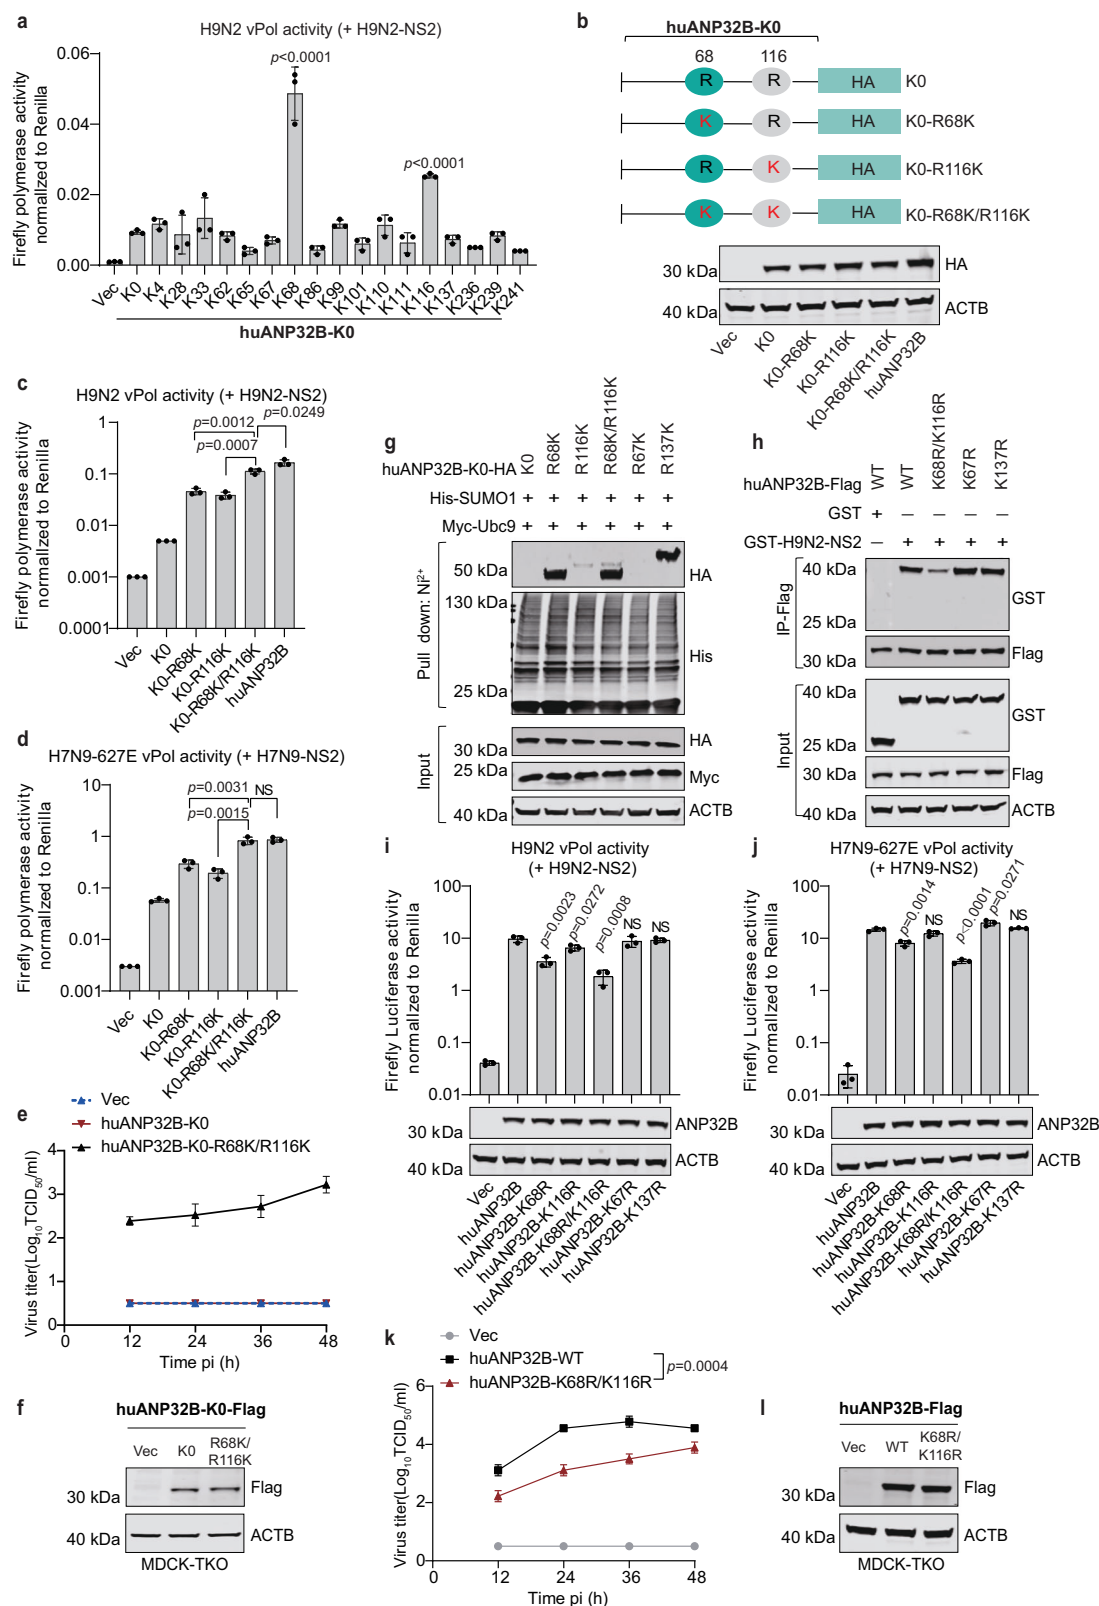 a
H9N2 vPol activity (+ H9N2-NS2)
Firefly polymerase activity
normalized to Renilla
0.06
0.04
0.02
0.00
p<0.0001
p<0.0001
Vec K0 K4 K28 K33 K62 K65 K67 K68 K86 K99 K101 K110 K111 K116 K137 K236 K239 K241
huANP32B-K0
b
huANP32B-K0
68 116
R R HA K0
K R HA K0-R68K
R K HA K0-R116K
K K HA K0-R68K/R116K
30 kDa HA
40 kDa ACTB
Vec K0 K0-R68K K0-R116K K0-R68K/R116K huANP32B
c
H9N2 vPol activity (+ H9N2-NS2)
Firefly polymerase activity
normalized to Renilla
1
0.1
0.01
0.001
0.0001
p=0.0012
p=0.0249
p=0.0007
Vec K0 K0-R68K K0-R116K K0-R68K/R116K huANP32B
g
huANP32B-K0-HA K0 R68K R116K R68K/R116K R67K R137K
His-SUMO1 + + + + + +
Myc-Ubc9 + + + + + +
Pull down: Ni2+
50 kDa HA
130 kDa
His
25 kDa
Input
30 kDa HA
25 kDa Myc
40 kDa ACTB
h
huANP32B-Flag WT WT K68R/K116R K67R K137R
GST + – – – –
GST-H9N2-NS2 – + + + +
IP-Flag
40 kDa
GST
25 kDa
30 kDa Flag
Input
40 kDa
GST
25 kDa
30 kDa Flag
40 kDa ACTB
d
H7N9-627E vPol activity (+ H7N9-NS2)
Firefly polymerase activity
normalized to Renilla
10
1
0.1
0.01
0.001
p=0.0031
NS
p=0.0015
Vec K0 K0-R68K K0-R116K K0-R68K/R116K huANP32B
i
H9N2 vPol activity
(+ H9N2-NS2)
Firefly Luciferase activity
normalized to Renilla
100
10
1
0.1
0.01
p=0.0023
p=0.0272
p=0.0008
NS
NS
30 kDa ANP32B
40 kDa ACTB
Vec huANP32B huANP32B-K68R huANP32B-K116R huANP32B-K68R/K116R huANP32B-K67R huANP32B-K137R
j
H7N9-627E vPol activity
(+ H7N9-NS2)
Firefly Luciferase activity
normalized to Renilla
100
10
1
0.1
0.01
p=0.0014
NS
p<0.0001
p=0.0271
NS
30 kDa ANP32B
40 kDa ACTB
Vec huANP32B huANP32B-K68R huANP32B-K116R huANP32B-K68R/K116R huANP32B-K67R huANP32B-K137R
e
Vec
huANP32B-K0
huANP32B-K0-R68K/R116K
Virus titer(Log10TCID50/ml)
4
3
2
1
0
0 12 24 36 48
Time pi (h)
f
huANP32B-K0-Flag
Vec K0 R68K/
R116K
30 kDa Flag
40 kDa ACTB
MDCK-TKO
k
Vec
huANP32B-WT
huANP32B-K68R/K116R
p=0.0004
Virus titer(Log10TCID50/ml)
6
4
2
0
0 12 24 36 48
Time pi (h)
l
huANP32B-Flag
Vec WT K68R/
K116R
30 kDa Flag
40 kDa ACTB
MDCK-TKO